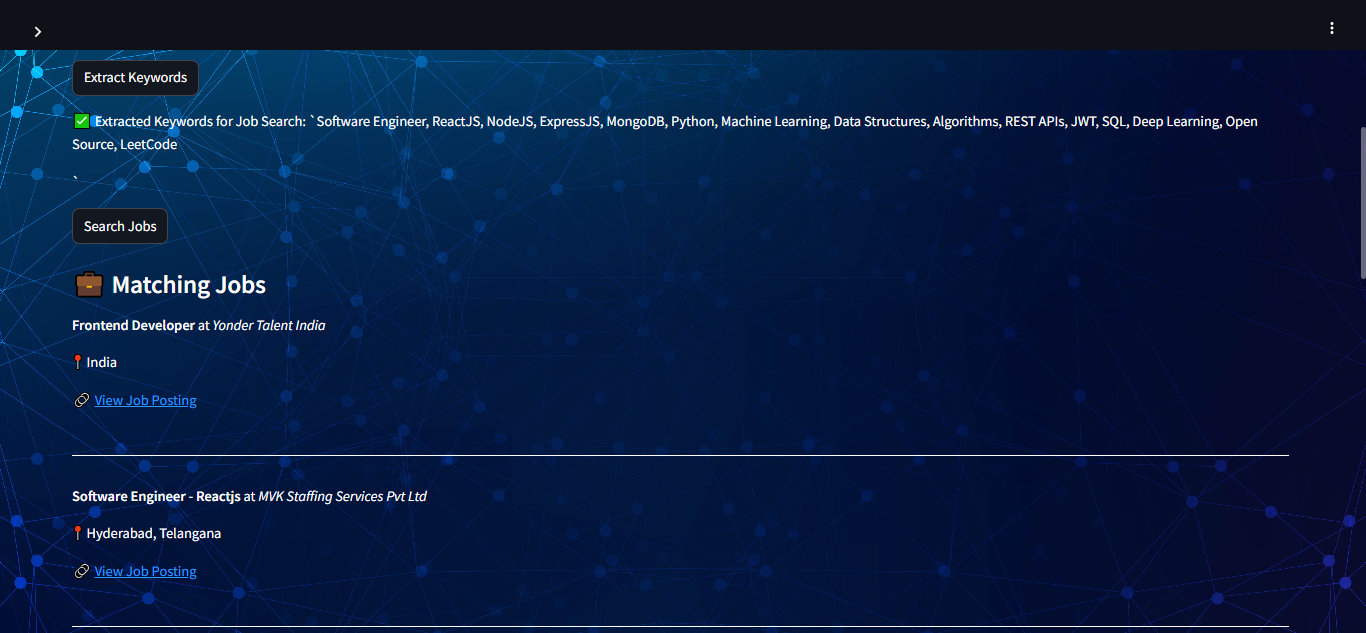 Extract Keywords
✅ Extracted Keywords for Job Search: `Software Engineer, ReactJS, NodeJS, ExpressJS, MongoDB, Python, Machine Learning, Data Structures, Algorithms, REST APIs, JWT, SQL, Deep Learning, Open
Source, LeetCode
`
Search Jobs
💼 Matching Jobs
Frontend Developer at Yonder Talent India
📍 India
🔗 View Job Posting
Software Engineer - Reactjs at MVK Staffing Services Pvt Ltd
📍 Hyderabad, Telangana
🔗 View Job Posting